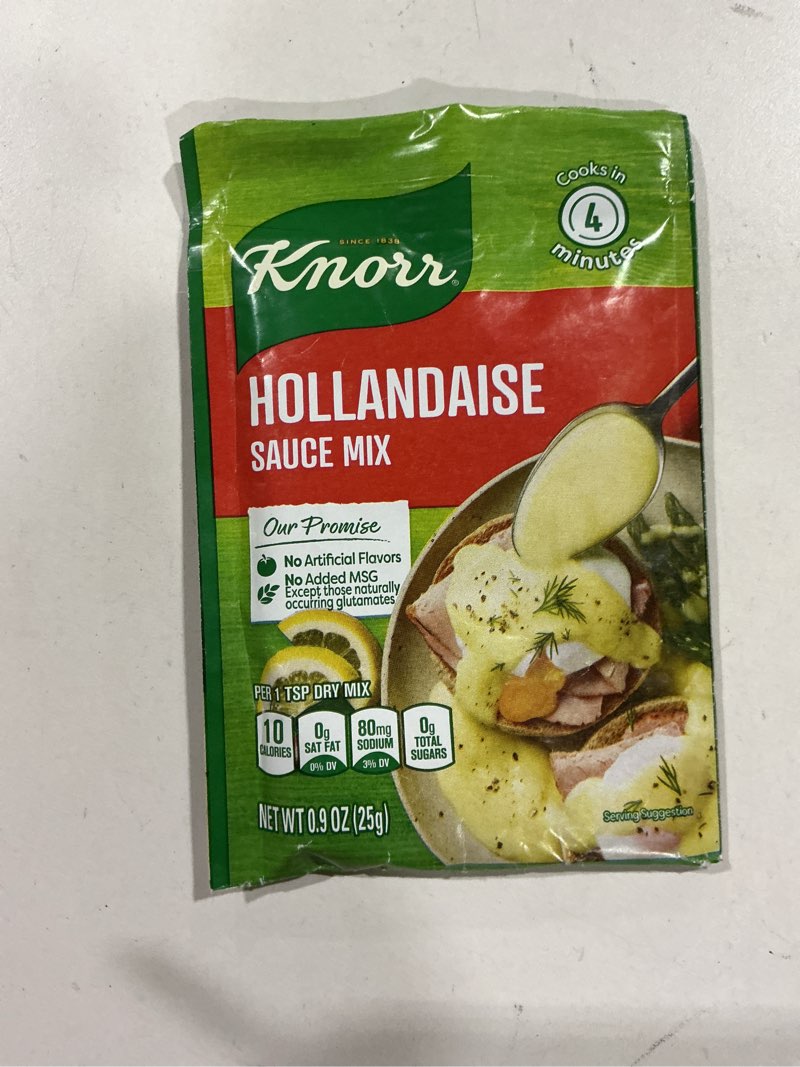 Cooks in
4
minutes
SINCE 1838
Knorr®
HOLLANDAISE
SAUCE MIX
Our Promise
No Artificial Flavors
No Added MSG
Except those naturally
occurring glutamates
PER 1 TSP DRY MIX
10
CALORIES
0g
SAT FAT
0% DV
80mg
SODIUM
3% DV
0g
TOTAL
SUGARS
NET WT 0.9 OZ (25g)
Serving Suggestion